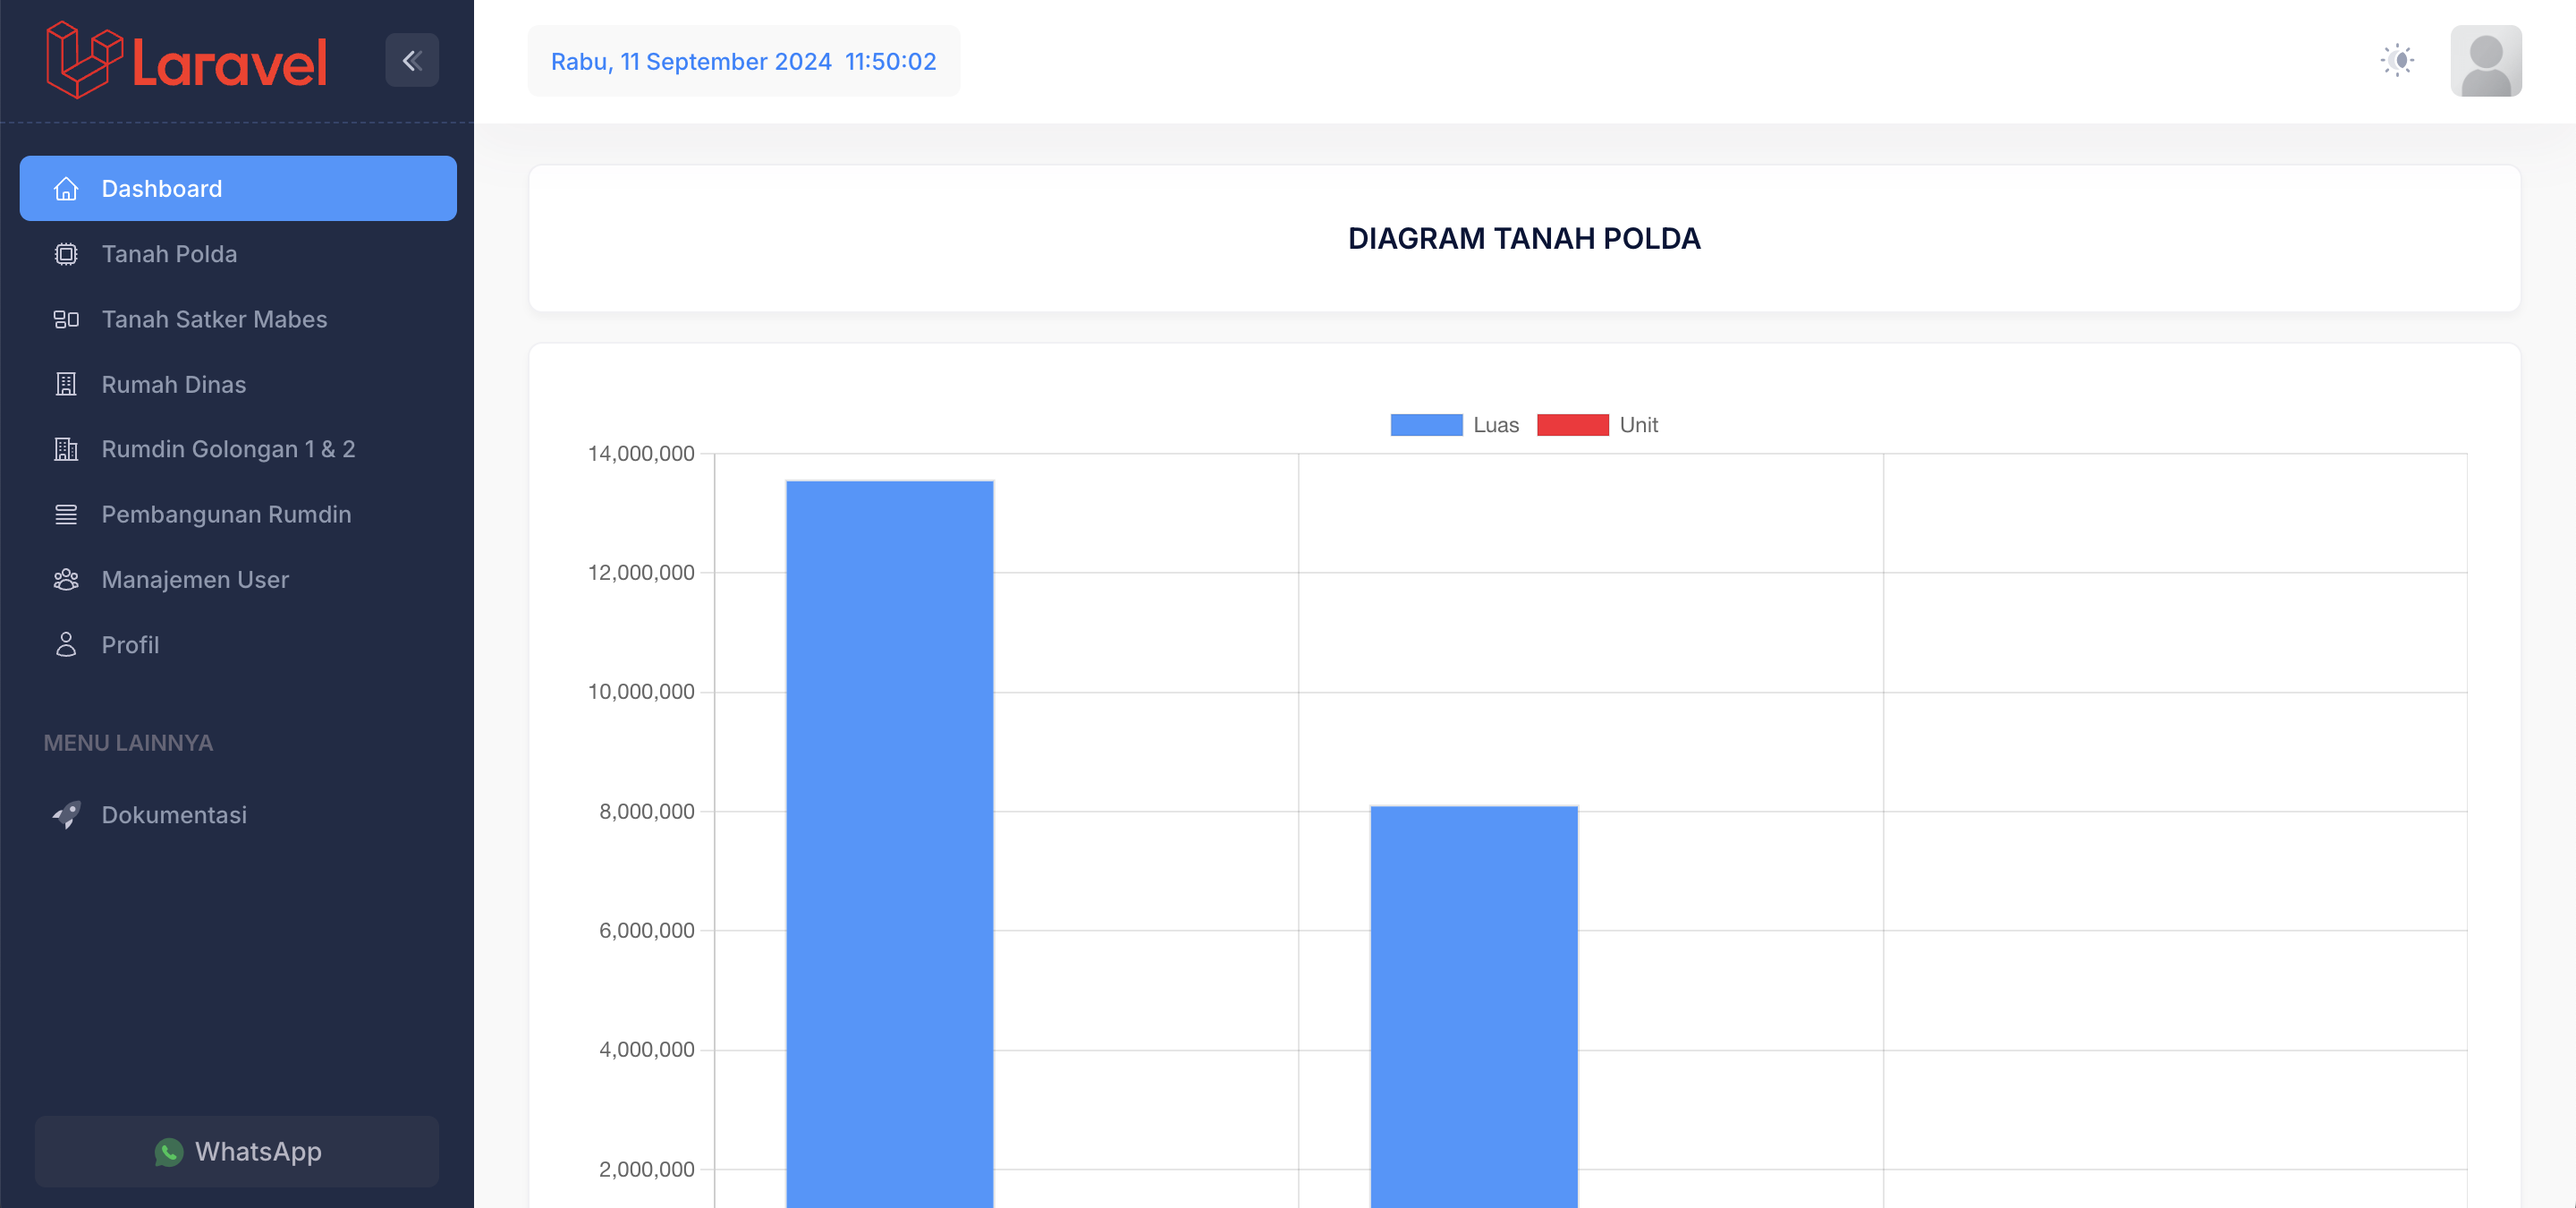 Laravel
Rabu, 11 September 2024 11:50:02
Dashboard
Tanah Polda
Tanah Satker Mabes
Rumah Dinas
Rumdin Golongan 1 & 2
Pembangunan Rumdin
Manajemen User
Profil
MENU LAINNYA
Dokumentasi
WhatsApp
DIAGRAM TANAH POLDA
Luas Unit
14,000,000
12,000,000
10,000,000
8,000,000
6,000,000
4,000,000
2,000,000